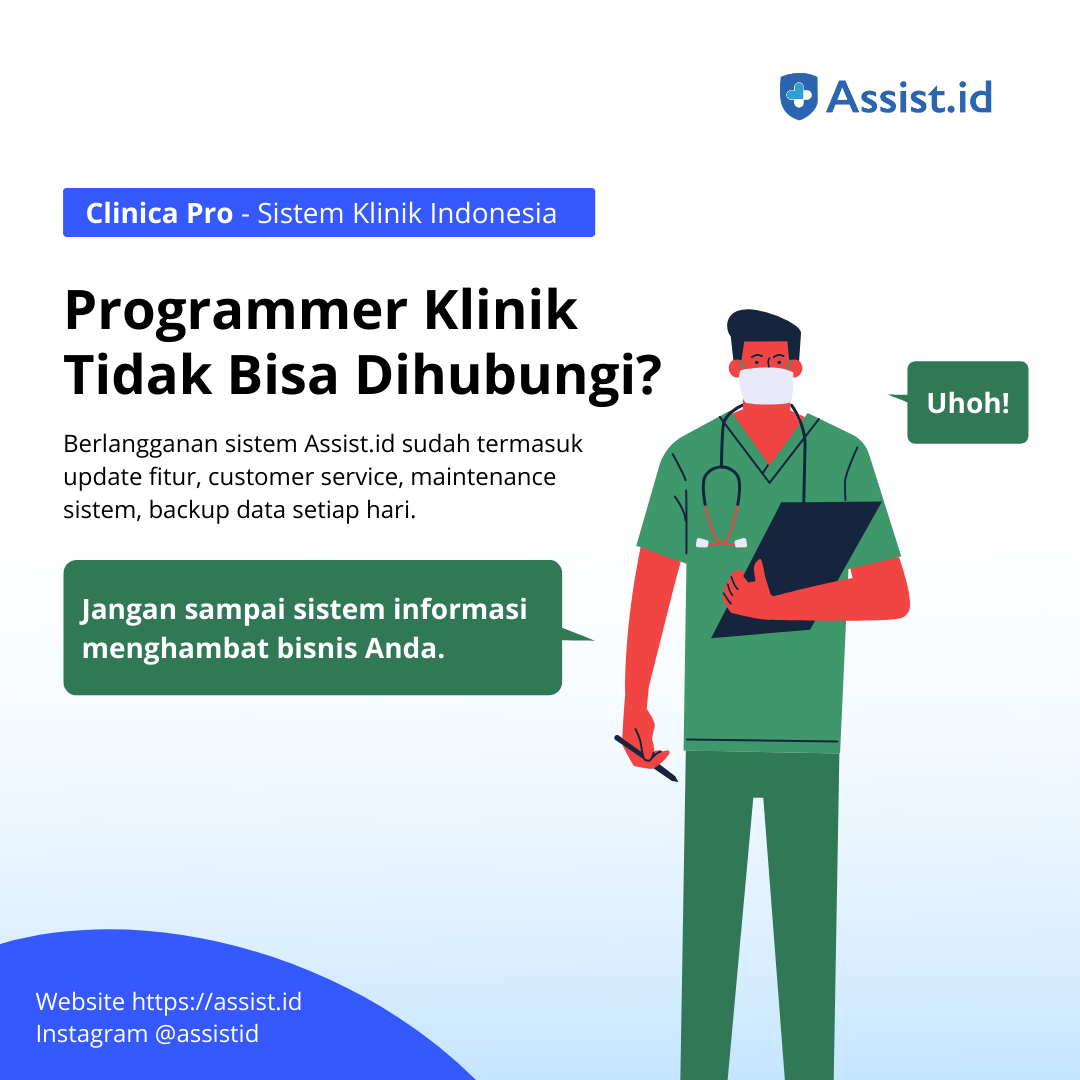 Assist.id
Clinica Pro - Sistem Klinik Indonesia
Programmer Klinik
Tidak Bisa Dihubungi?
Uhoh!
Berlangganan sistem Assist.id sudah termasuk
update fitur, customer service, maintenance
sistem, backup data setiap hari.
Jangan sampai sistem informasi
menghambat bisnis Anda.
Website https://assist.id
Instagram @assistid